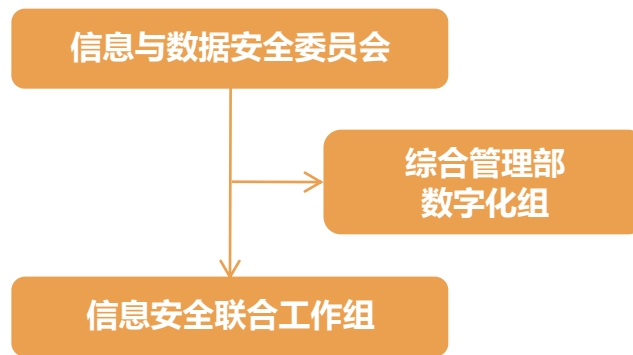 信息与数据安全委员会
综合管理部
数字化组
信息安全联合工作组